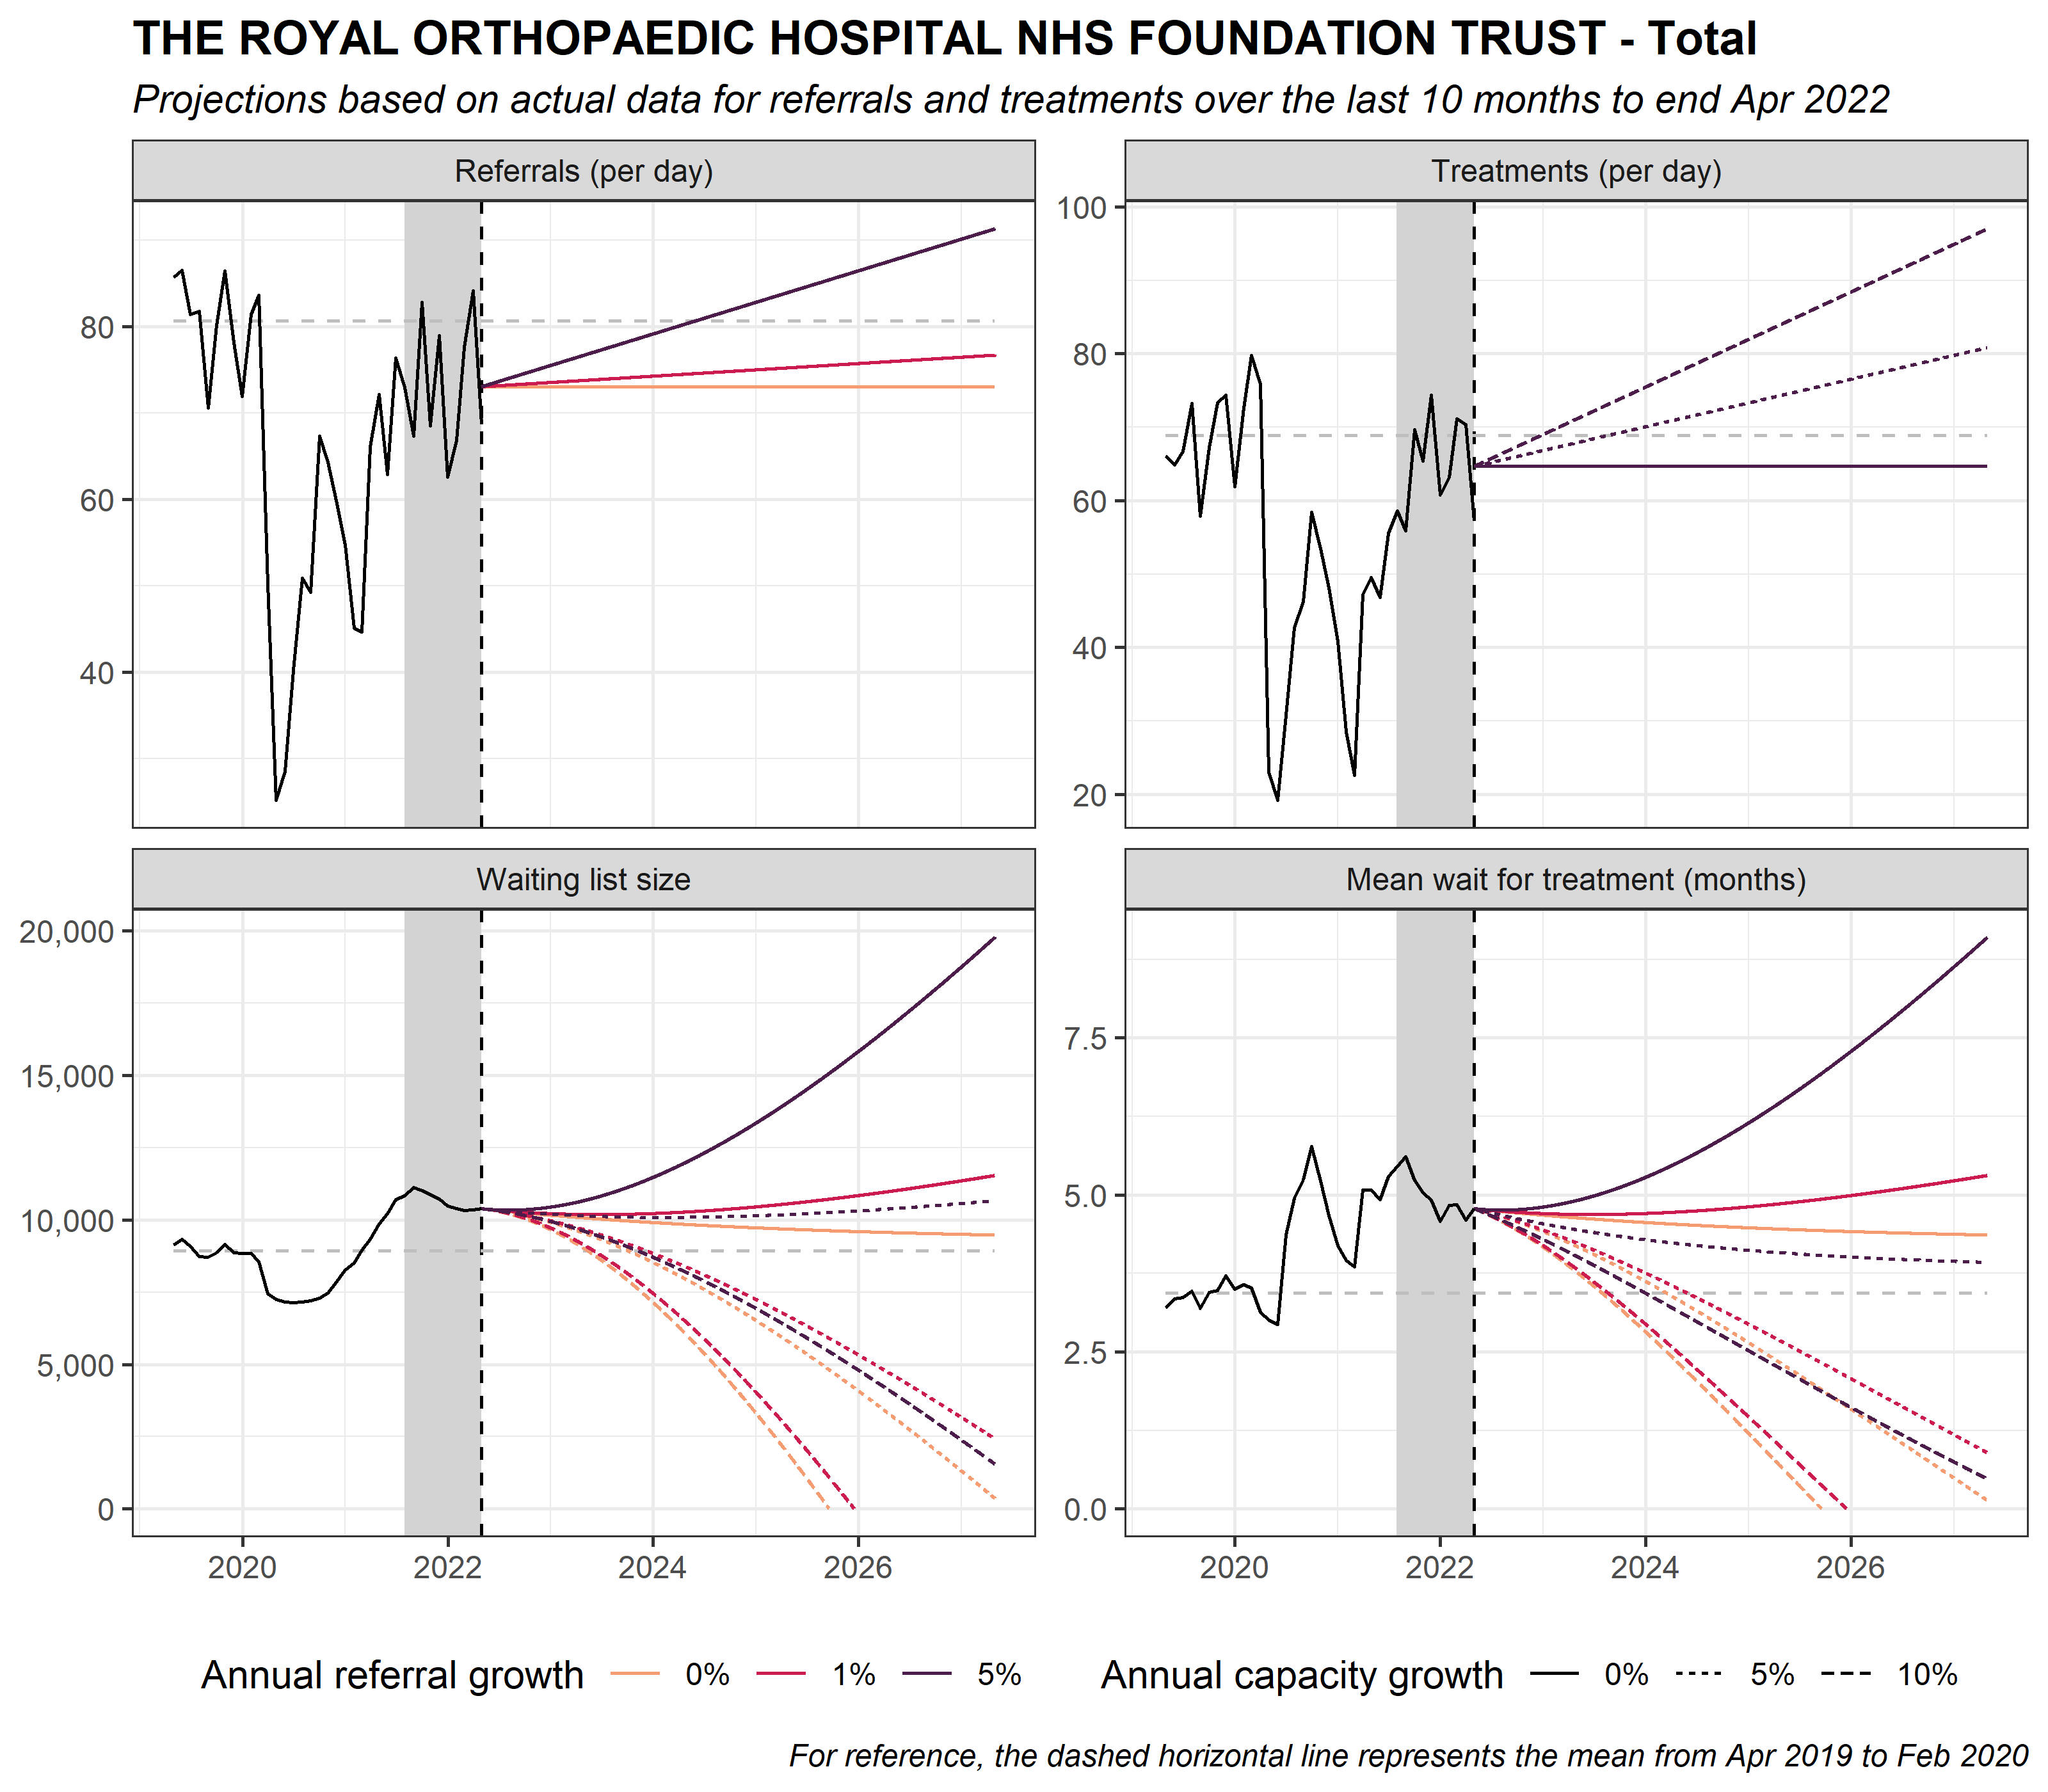 THE ROYAL ORTHOPAEDIC HOSPITAL NHS FOUNDATION TRUST - Total
Projections based on actual data for referrals and treatments over the last 10 months to end Apr 2022
Referrals (per day)
80
60
40
Treatments (per day)
100
80
60
40
20
Waiting list size
20,000
15,000
10,000
5,000
0
2020 2022 2024 2026
Mean wait for treatment (months)
7.5
5.0
2.5
0.0
2020 2022 2024 2026
Annual referral growth 0% 1% 5%
Annual capacity growth 0% 5% 10%
For reference, the dashed horizontal line represents the mean from Apr 2019 to Feb 2020